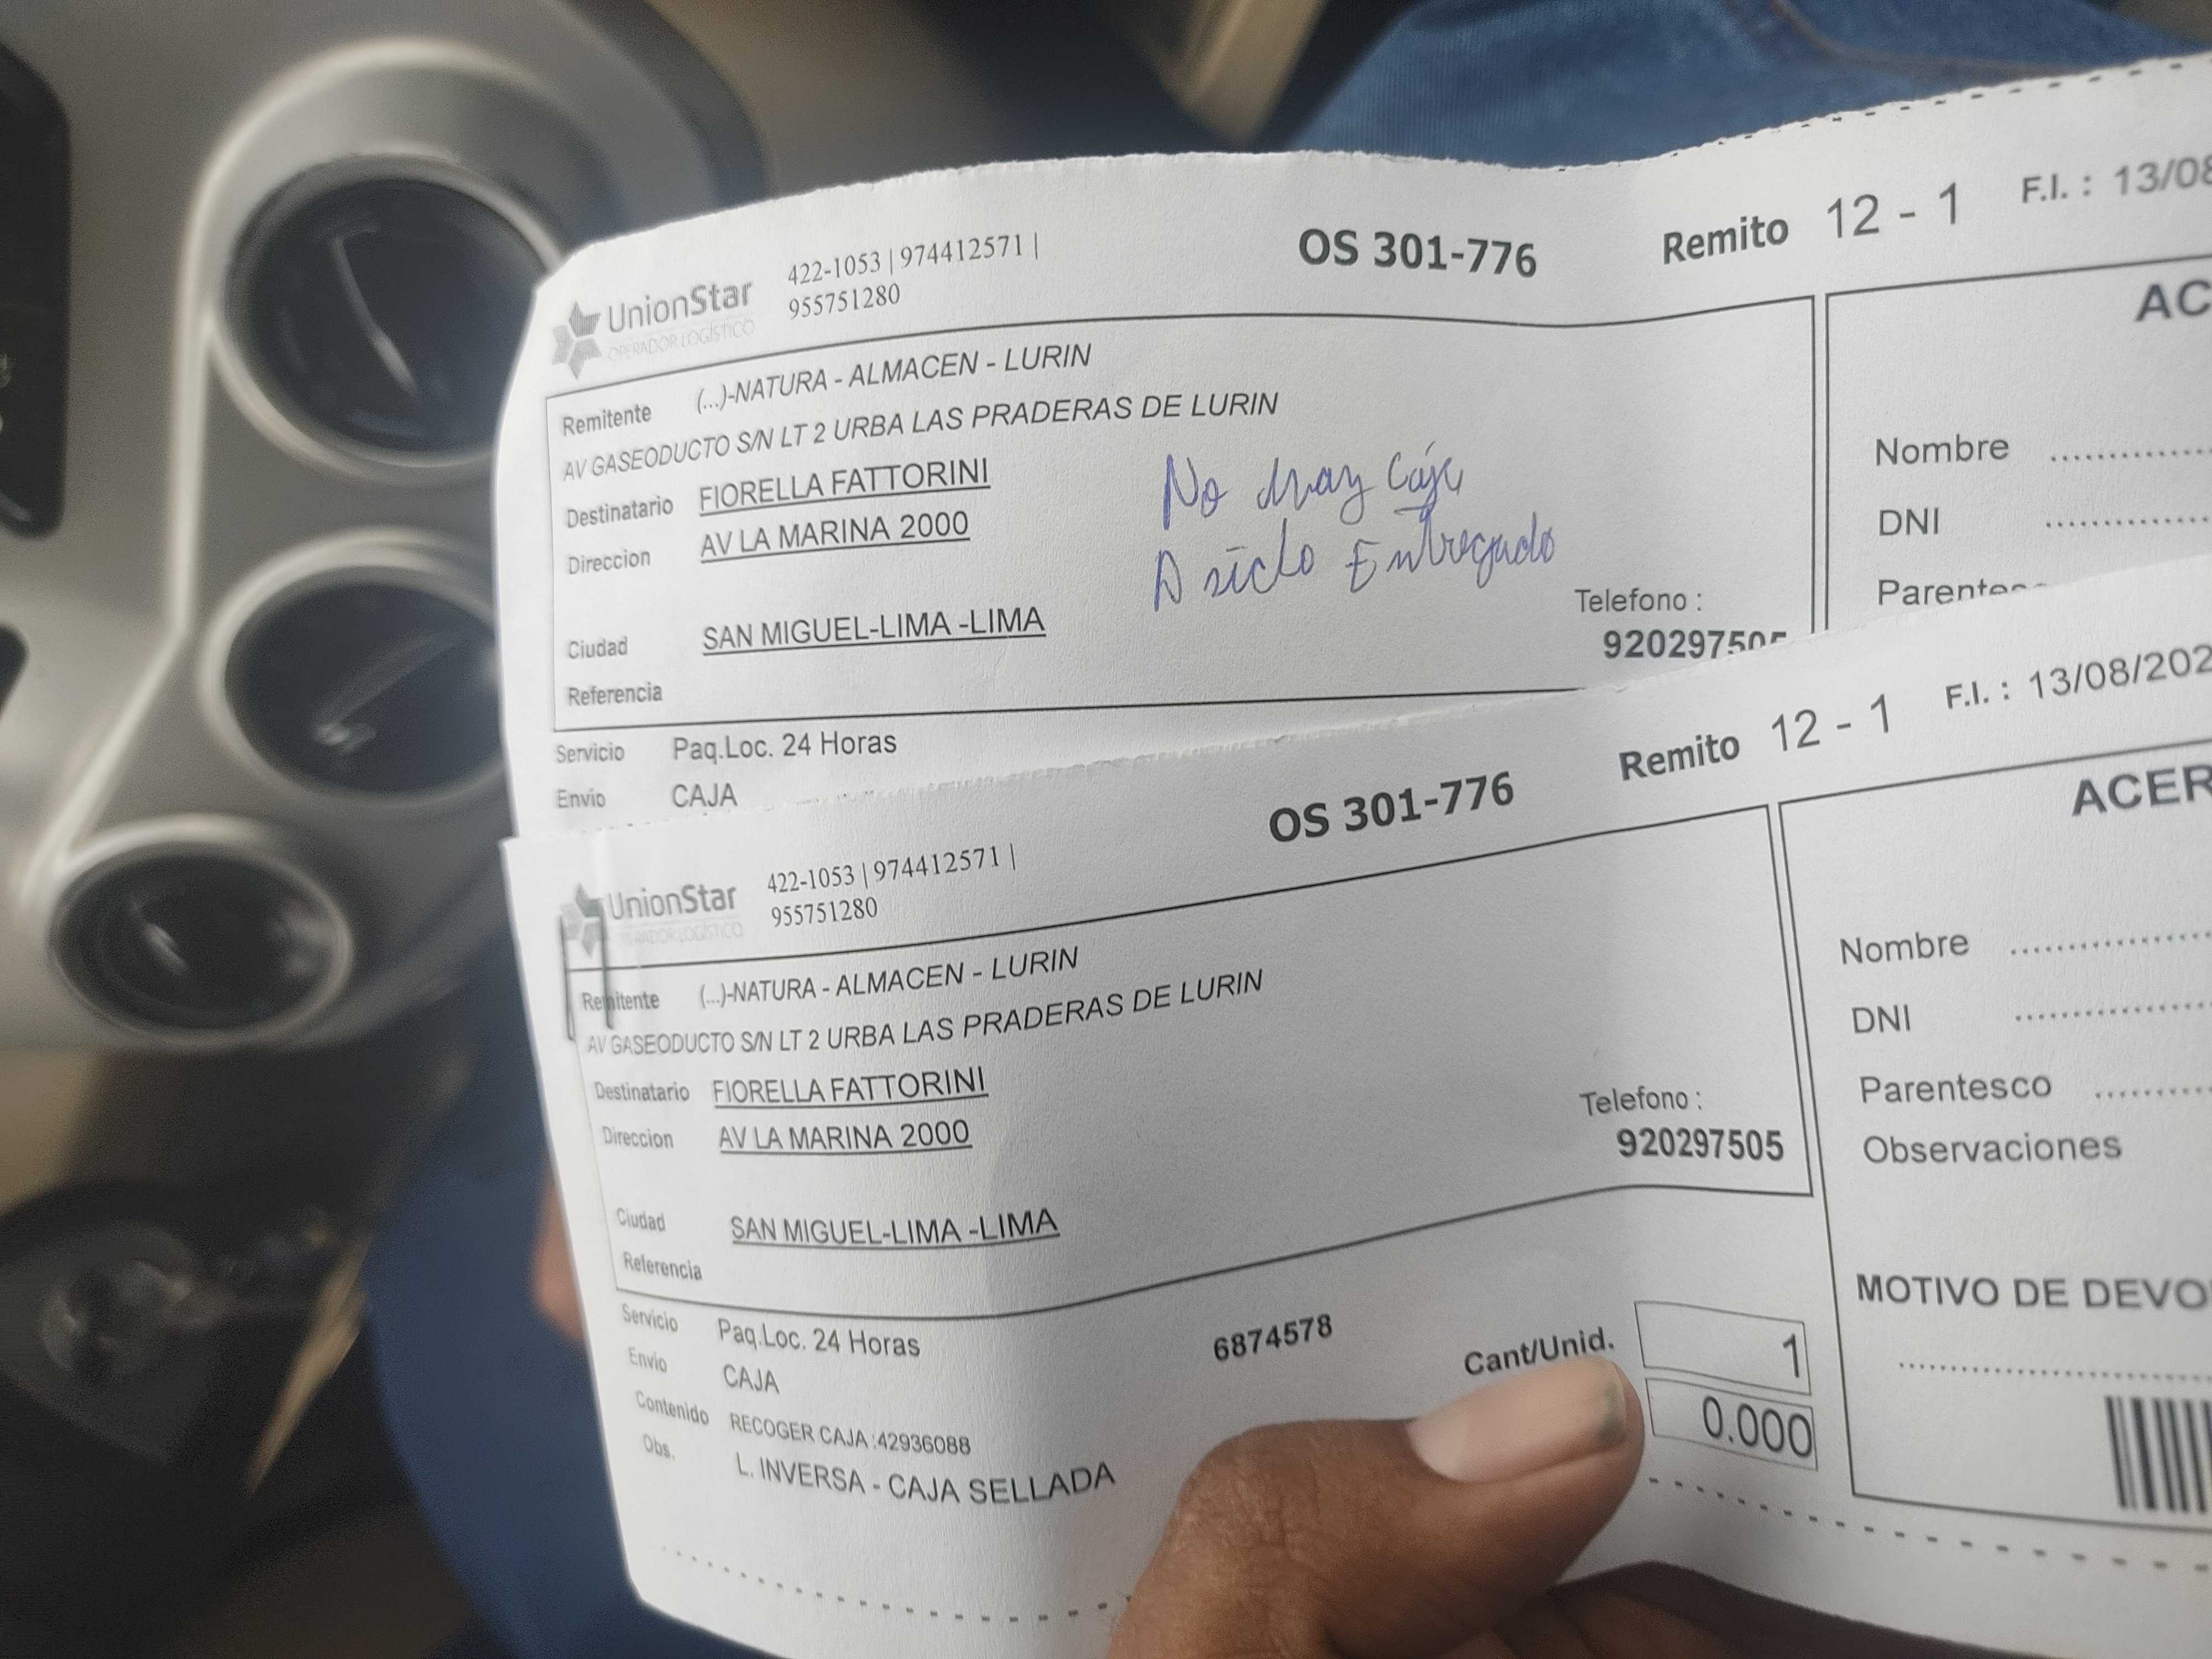 UnionStar
OPERADOR LOGÍSTICO
422-1053 | 974412571 |
955751280
OS 301-776
Remito 12 - 1
F.I. : 13/08
Remitente (...)-NATURA - ALMACEN - LURIN
AV GASEODUCTO S/N LT 2 URBA LAS PRADERAS DE LURIN
Destinatario FIORELLA FATTORINI
Direccion AV LA MARINA 2000
No hay Caja
A sido Entregado
Ciudad SAN MIGUEL-LIMA -LIMA
Telefono :
920297505
Referencia
Servicio Paq.Loc. 24 Horas
Envio CAJA
AC
Nombre
DNI
Parentesc
UnionStar
OPERADOR LOGÍSTICO
422-1053 | 974412571 |
955751280
OS 301-776
Remito 12 - 1
F.I. : 13/08/202
Remitente (...)-NATURA - ALMACEN - LURIN
AV GASEODUCTO S/N LT 2 URBA LAS PRADERAS DE LURIN
Destinatario FIORELLA FATTORINI
Direccion AV LA MARINA 2000
Telefono :
920297505
Ciudad SAN MIGUEL-LIMA -LIMA
Referencia
Servicio Paq.Loc. 24 Horas
6874578
Cant/Unid. 1
0.000
Envio CAJA
Contenido RECOGER CAJA :42936088
Obs. L. INVERSA - CAJA SELLADA
ACER
Nombre
DNI
Parentesco
Observaciones
MOTIVO DE DEVO